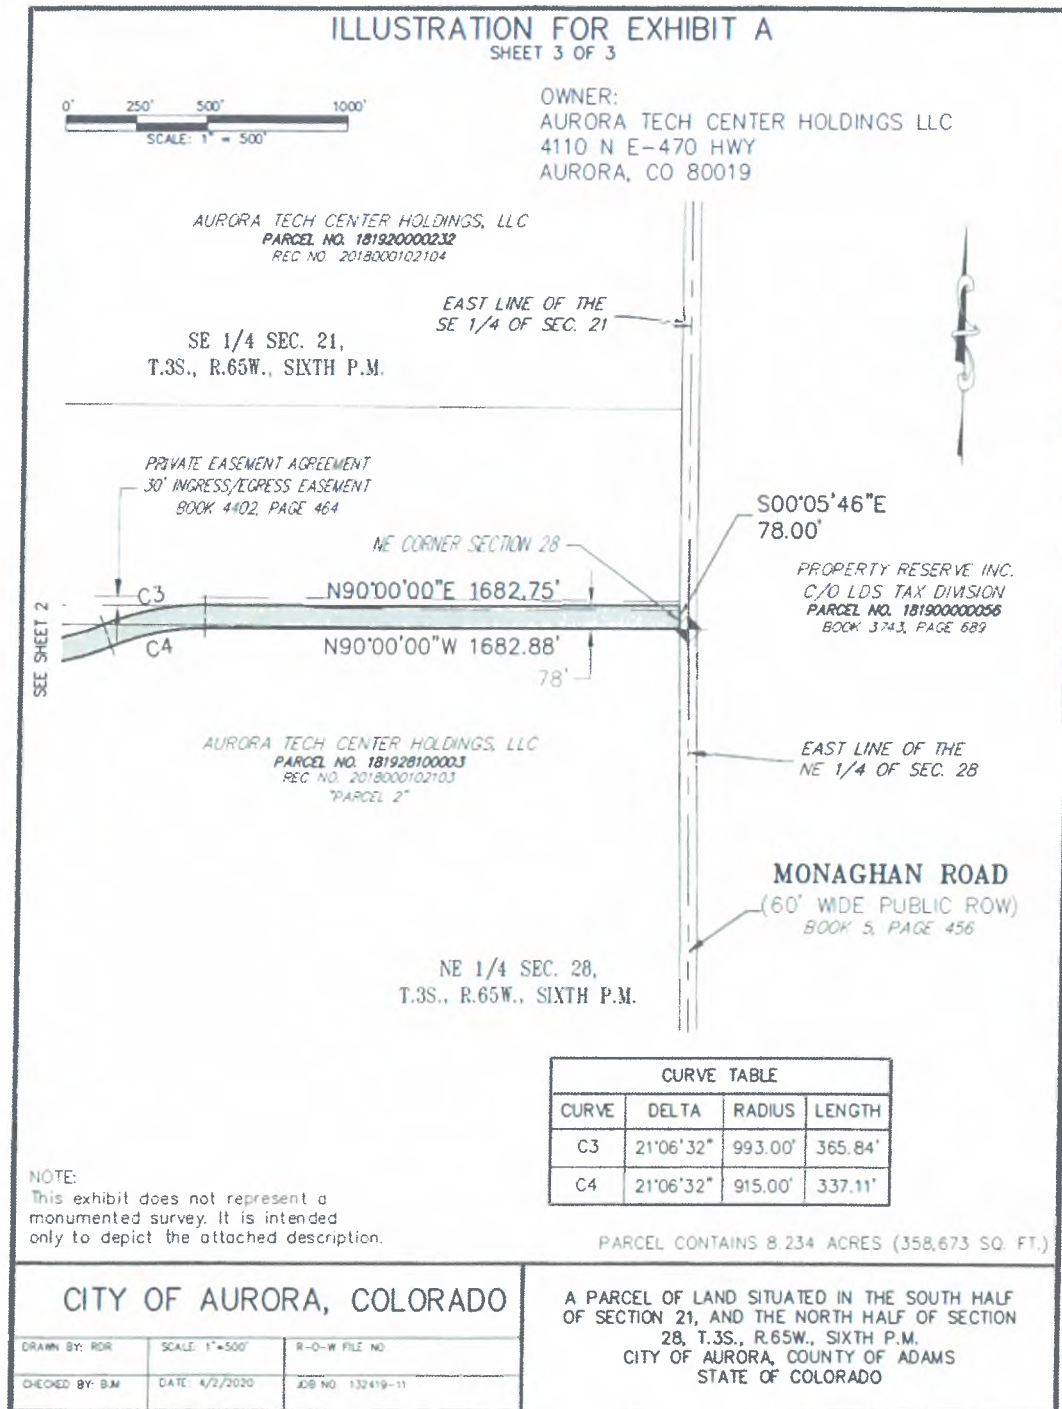 ILLUSTRATION FOR EXHIBIT A
SHEET 3 OF 3
0' 250' 500' 1000'
SCALE: 1" = 500'
OWNER:
AURORA TECH CENTER HOLDINGS LLC
4110 N E-470 HWY
AURORA, CO 80019
AURORA TECH CENTER HOLDINGS, LLC
PARCEL NO. 181920000232
REC NO. 2018000102104
EAST LINE OF THE
SE 1/4 OF SEC. 21
SE 1/4 SEC. 21,
T.3S., R.65W., SIXTH P.M.
PRIVATE EASEMENT AGREEMENT
30' INGRESS/EGRESS EASEMENT
BOOK 4402, PAGE 464
S00°05'46"E
78.00'
NE CORNER SECTION 28
PROPERTY RESERVE INC.
C/O LDS TAX DIVISION
PARCEL NO. 181900000056
BOOK 3743, PAGE 689
SEE SHEET 2
C3
N90°00'00"E 1682.75'
C4
N90°00'00"W 1682.88'
78'
AURORA TECH CENTER HOLDINGS, LLC
PARCEL NO. 181928100003
REC NO. 2018000102103
"PARCEL 2"
EAST LINE OF THE
NE 1/4 OF SEC. 28
MONAGHAN ROAD
(60' WIDE PUBLIC ROW)
BOOK 5, PAGE 456
NE 1/4 SEC. 28,
T.3S., R.65W., SIXTH P.M.
CURVE TABLE
CURVE DELTA RADIUS LENGTH
C3 21°06'32" 993.00' 365.84'
C4 21°06'32" 915.00' 337.11'
NOTE:
This exhibit does not represent a
monumented survey. It is intended
only to depict the attached description.
PARCEL CONTAINS 8.234 ACRES (358,673 SQ. FT.)
CITY OF AURORA, COLORADO
DRAWN BY: RDR SCALE: 1"=500' R-O-W FILE NO
CHECKED BY: BJM DATE: 4/2/2020 JOB NO. 132419-11
A PARCEL OF LAND SITUATED IN THE SOUTH HALF
OF SECTION 21, AND THE NORTH HALF OF SECTION
28, T.3S., R.65W., SIXTH P.M.
CITY OF AURORA, COUNTY OF ADAMS
STATE OF COLORADO